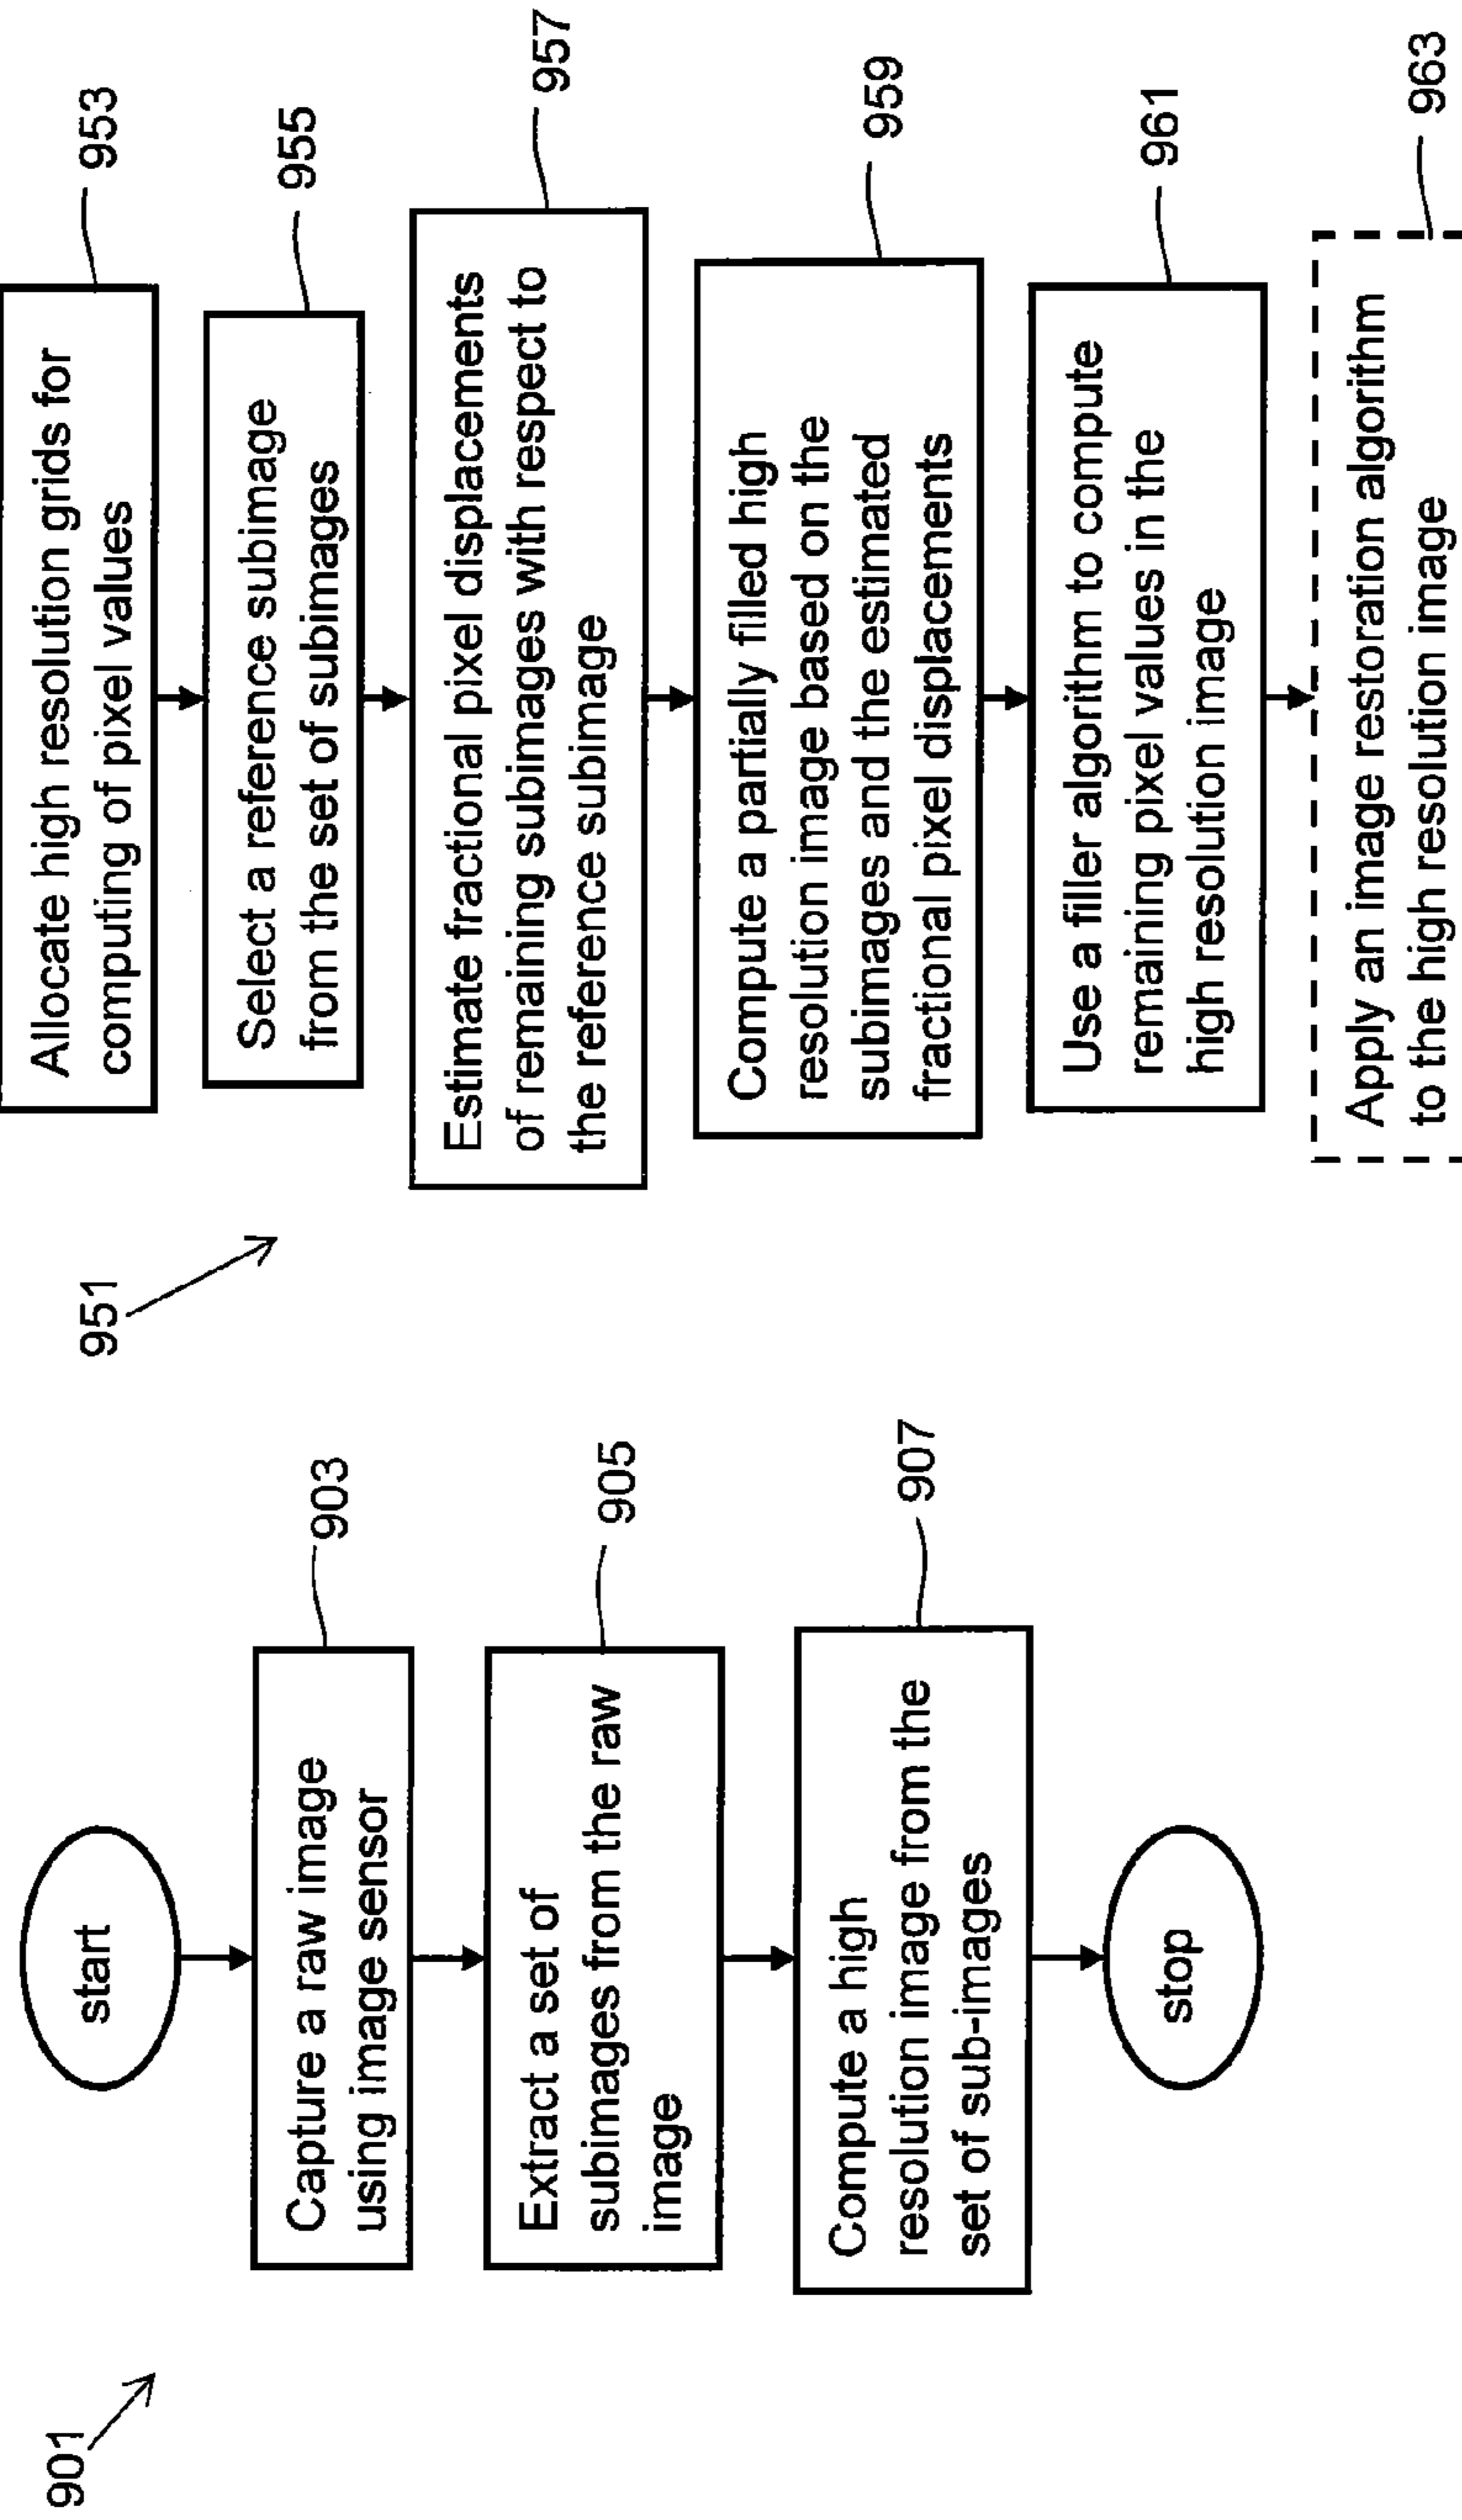 901
start
Capture a raw image
using image sensor
903
Extract a set of
subimages from the raw
image
905
Compute a high
resolution image from the
set of sub-images
907
stop
951
Allocate high resolution grids for
computing of pixel values
953
Select a reference subimage
from the set of subimages
955
Estimate fractional pixel displacements
of remaining subimages with respect to
the reference subimage
957
Compute a partially filled high
resolution image based on the
subimages and the estimated
fractional pixel displacements
959
Use a filler algorithm to compute
remaining pixel values in the
high resolution image
961
Apply an image restoration algorithm
to the high resolution image
963